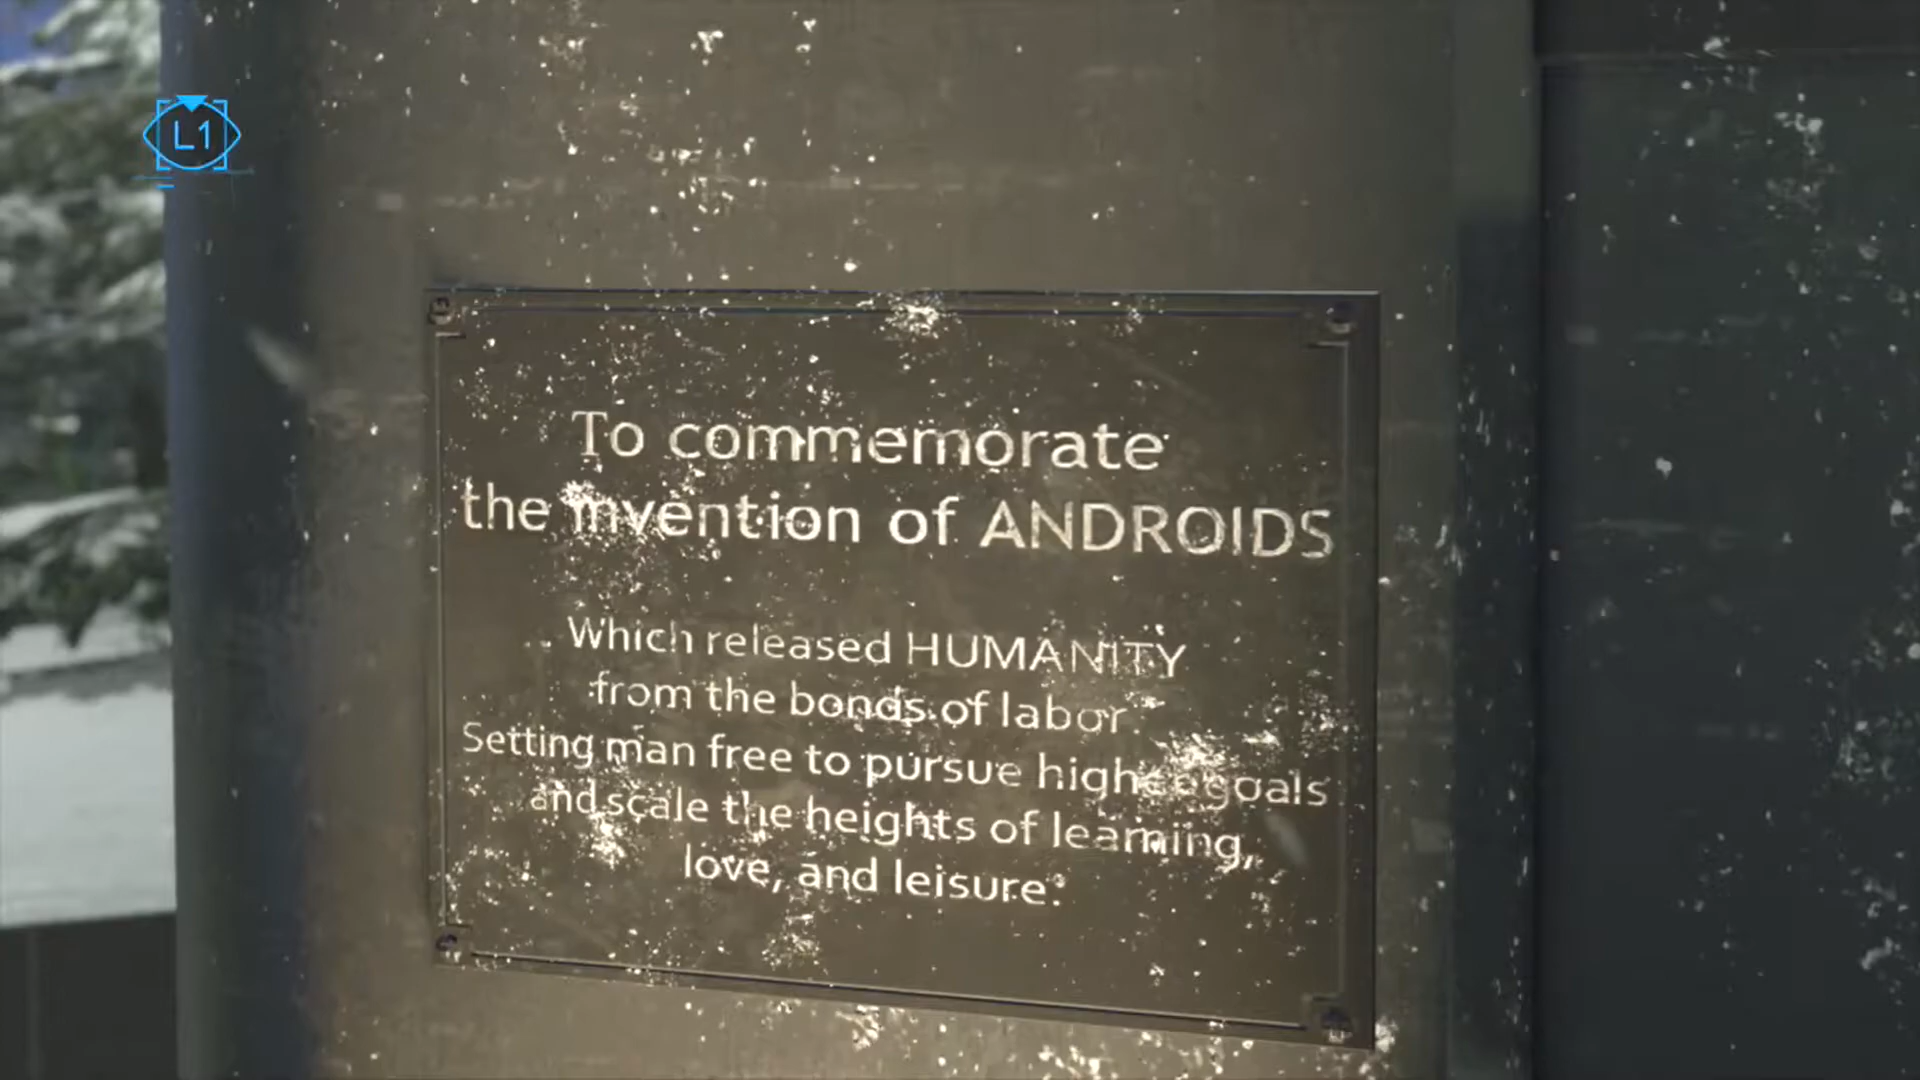 L1
To commemorate
the invention of ANDROIDS
Which released HUMANITY
from the bonds of labor
Setting man free to pursue higher goals
and scale the heights of learning,
love, and leisure.